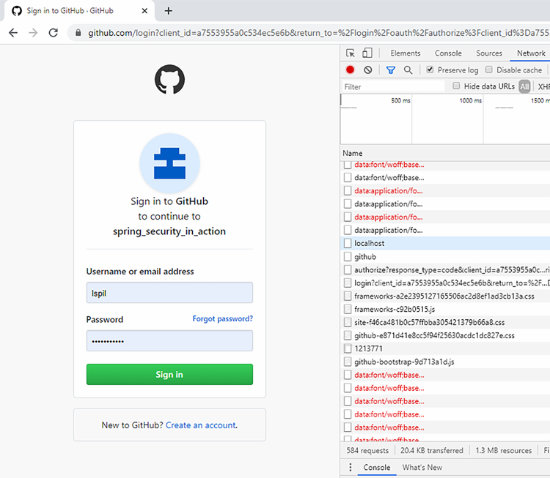 Sign in to GitHub · GitHub
github.com/login?client_id=a7553955a0c534ec5e6b&return_to=%2Flogin%2Foauth%2Fauthorize%3Fclient_id%3Da755
Sign in to GitHub
to continue to
spring_security_in_action
Username or email address
lspil
Password
Forgot password?
Sign in
New to GitHub? Create an account.
Elements
Console
Sources
Network
Preserve log
Disable cache
Filter
Hide data URLs
All
XHR
500 ms
1000 ms
1500 m
Name
data:font/woff;base...
data:font/woff;base...
data:application/fo...
data:application/fo...
data:application/fo...
data:application/fo...
localhost
github
authorize?response_type=code&client_id=a7553955a0c...ri
login?client_id=a7553955a0c534ec5e6b&return_to=%2F...D
frameworks-a2e2395127165506ac2d8ef1ad3cb13a.css
frameworks-c92b0515.js
site-f46ca481b0c57ffbba305421379b66a8.css
github-e871d41e8cc5f94f25630acdc1dc827e.css
1213771
github-bootstrap-9d713a1d.js
data:font/woff;base...
data:font/woff;base...
data:font/woff;base...
data:font/woff;base...
data:font/woff;base...
data:font/woff;base...
584 requests
20.4 KB transferred
1.3 MB resources
Fi
Console
What's New